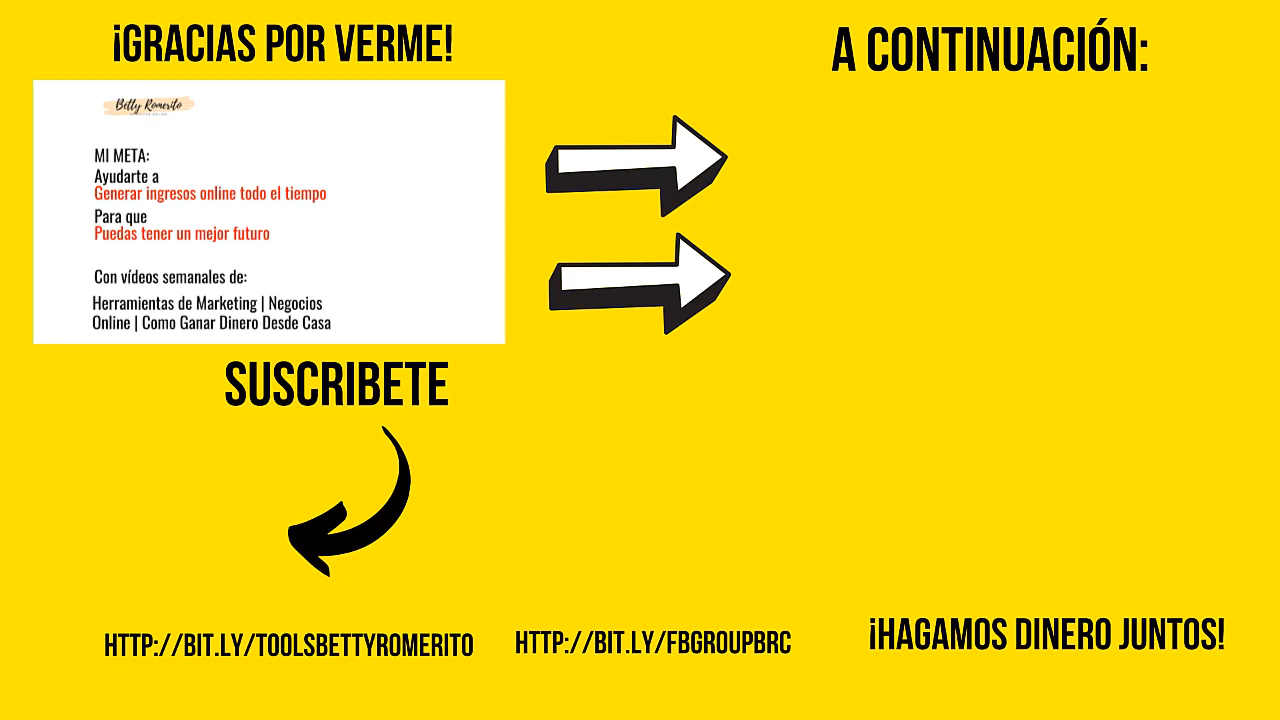 ¡GRACIAS POR VERME!
A CONTINUACIÓN:
Betty Romerito
MI META:
Ayudarte a
Generar ingresos online todo el tiempo
Para que
Puedas tener un mejor futuro
Con vídeos semanales de:
Herramientas de Marketing | Negocios
Online | Como Ganar Dinero Desde Casa
SUSCRIBETE
HTTP://BIT.LY/TOOLSBETTYROMERITO
HTTP://BIT.LY/FBGROUPBRC
¡HAGAMOS DINERO JUNTOS!